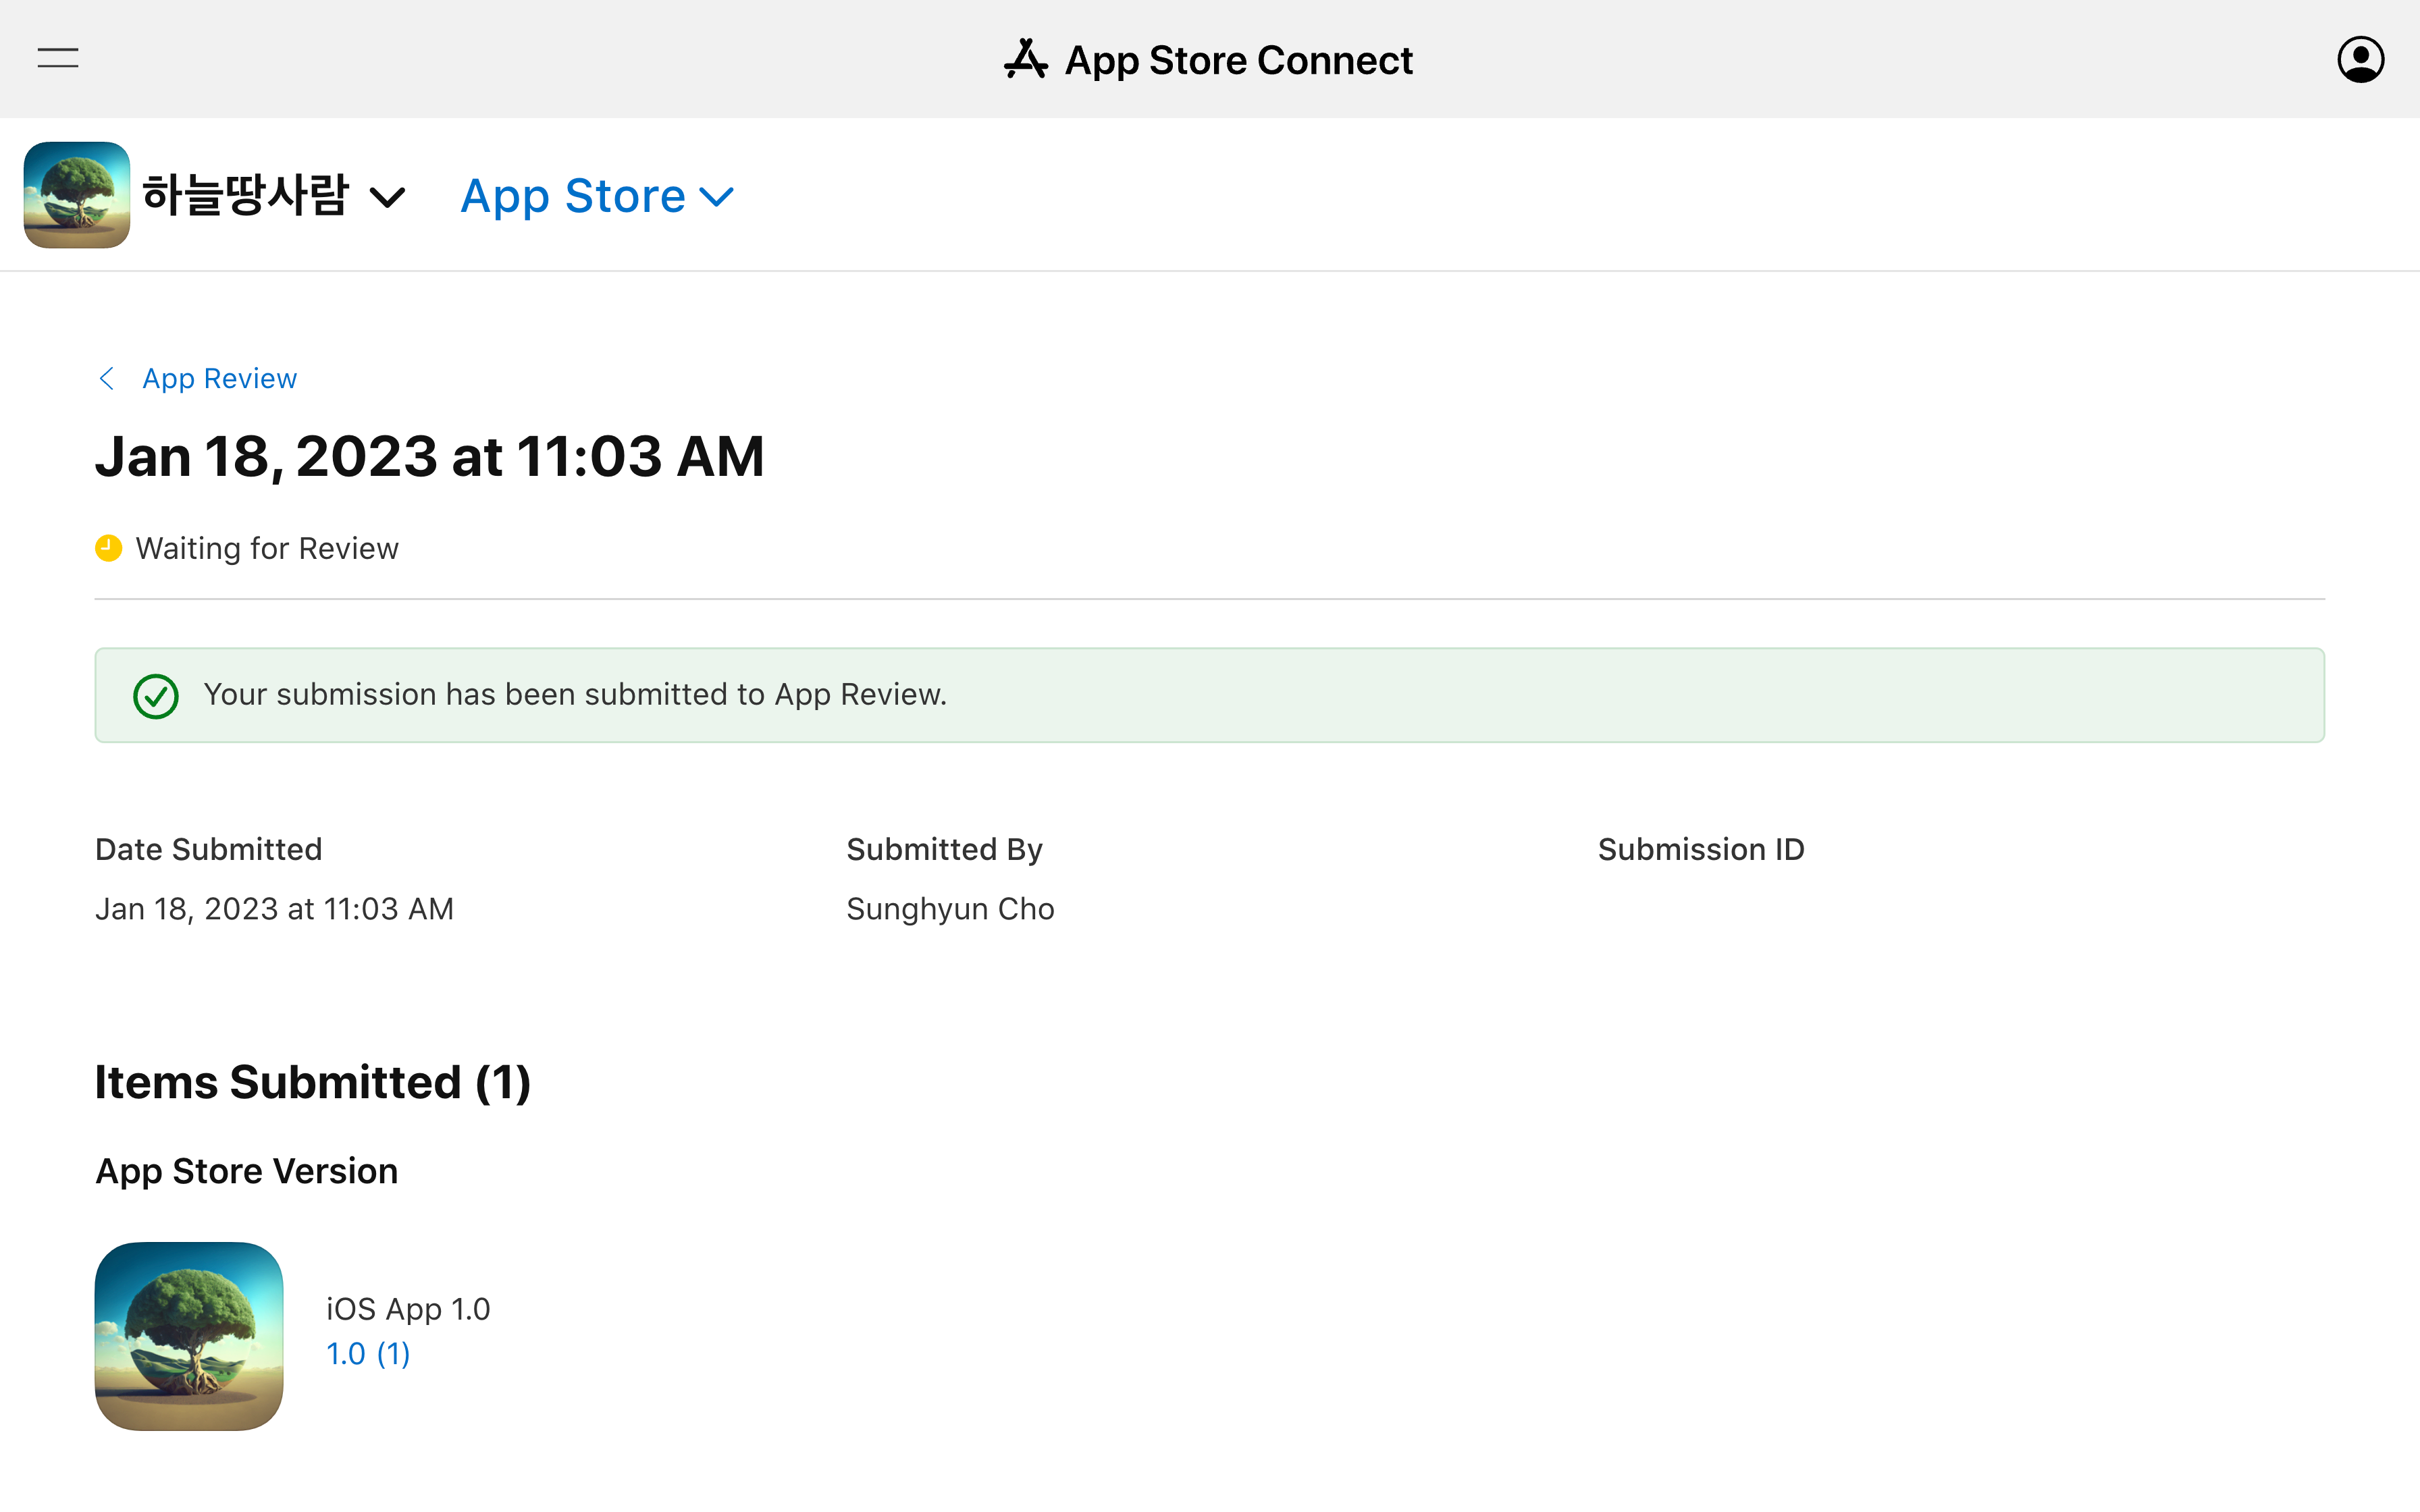 App Store Connect
하늘땅사람
App Store
App Review
Jan 18, 2023 at 11:03 AM
Waiting for Review
Your submission has been submitted to App Review.
Date Submitted
Jan 18, 2023 at 11:03 AM
Submitted By
Sunghyun Cho
Submission ID
Items Submitted (1)
App Store Version
iOS App 1.0
1.0 (1)